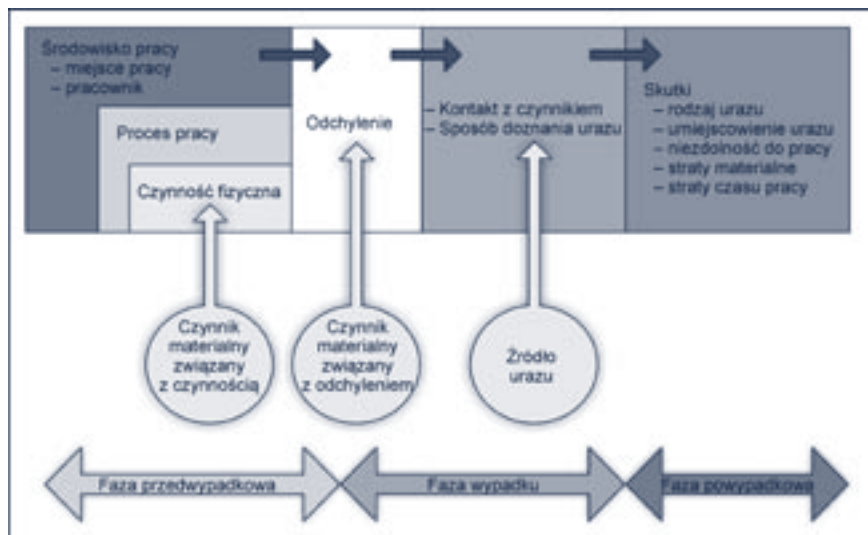 Środowisko pracy
– miejsce pracy
– pracownik
Proces pracy
Czynność fizyczna
Odchylenie
– Kontakt z czynnikiem
– Sposób doznania urazu
Skutki
– rodzaj urazu
– umiejscowienie urazu
– niezdolność do pracy
– straty materialne
– straty czasu pracy
Czynnik
materialny
związany
z czynnością
Czynnik
materialny
związany
z odchyleniem
Źródło
urazu
Faza przedwypadkowa
Faza wypadku
Faza powypadkowa